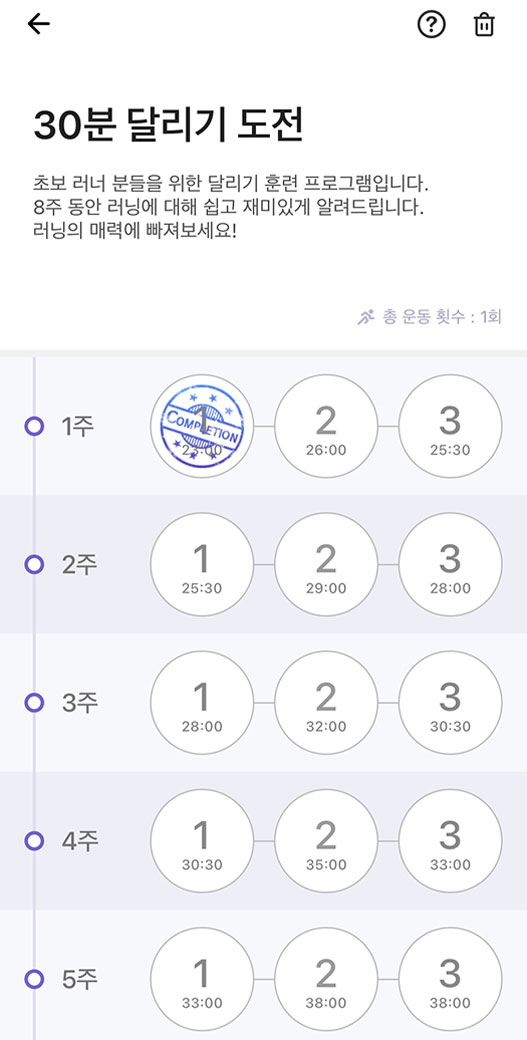 30분 달리기 도전
초보 러너 분들을 위한 달리기 훈련 프로그램입니다.
8주 동안 러닝에 대해 쉽고 재미있게 알려드립니다.
러닝의 매력에 빠져보세요!
총 운동 횟수 : 1회
1주
1
COMPLETION
23:00
2
26:00
3
25:30
2주
1
25:30
2
29:00
3
28:00
3주
1
28:00
2
32:00
3
30:30
4주
1
30:30
2
35:00
3
33:00
5주
1
33:00
2
38:00
3
38:00